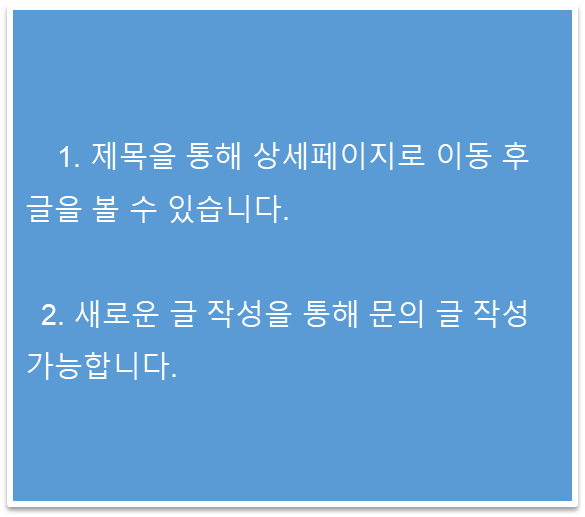 1. 제목을 통해 상세페이지로 이동 후
글을 볼 수 있습니다.
2. 새로운 글 작성을 통해 문의 글 작성
가능합니다.